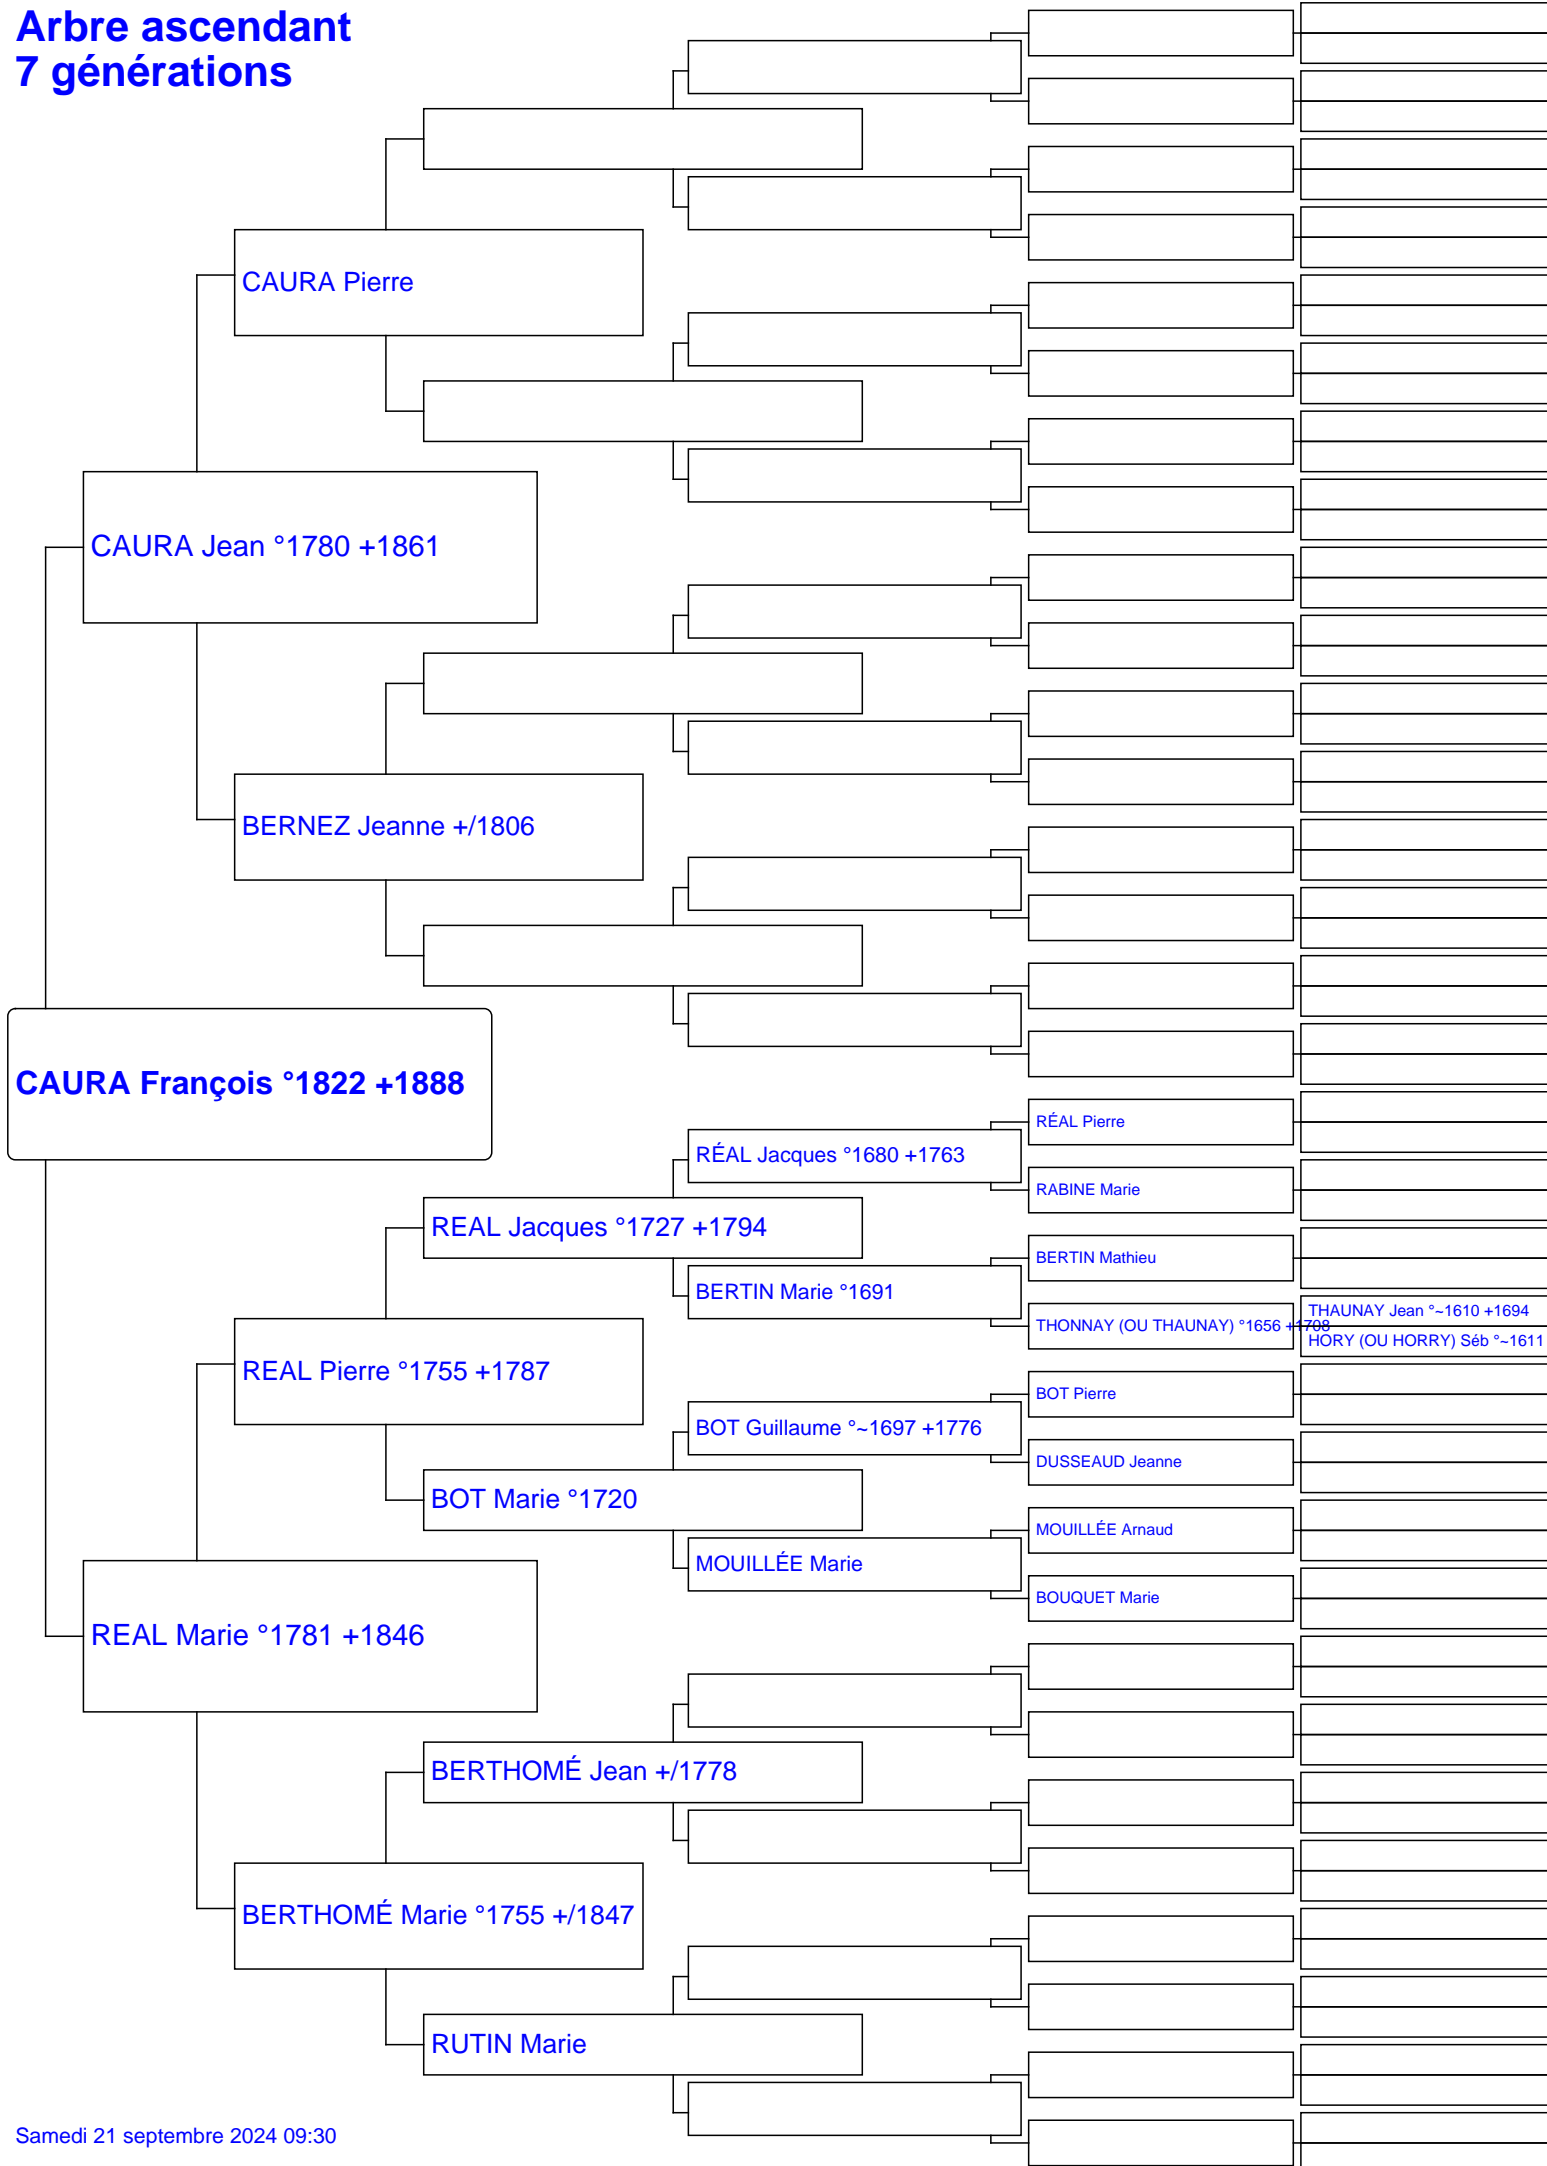 Arbre ascendant
7 générations
CAURA Pierre
CAURA Jean °1780 +1861
BERNEZ Jeanne +/1806
CAURA François °1822 +1888
RÉAL Pierre
RÉAL Jacques °1680 +1763
RABINE Marie
REAL Jacques °1727 +1794
BERTIN Mathieu
BERTIN Marie °1691
THONNAY (OU THAUNAY) °1656 +1708
THAUNAY Jean °~1610 +1694
HORY (OU HORRY) Séb °~1611
REAL Pierre °1755 +1787
BOT Pierre
BOT Guillaume °~1697 +1776
DUSSEAUD Jeanne
BOT Marie °1720
MOUILLÉE Arnaud
MOUILLÉE Marie
BOUQUET Marie
REAL Marie °1781 +1846
BERTHOMÉ Jean +/1778
BERTHOMÉ Marie °1755 +/1847
RUTIN Marie
Samedi 21 septembre 2024 09:30